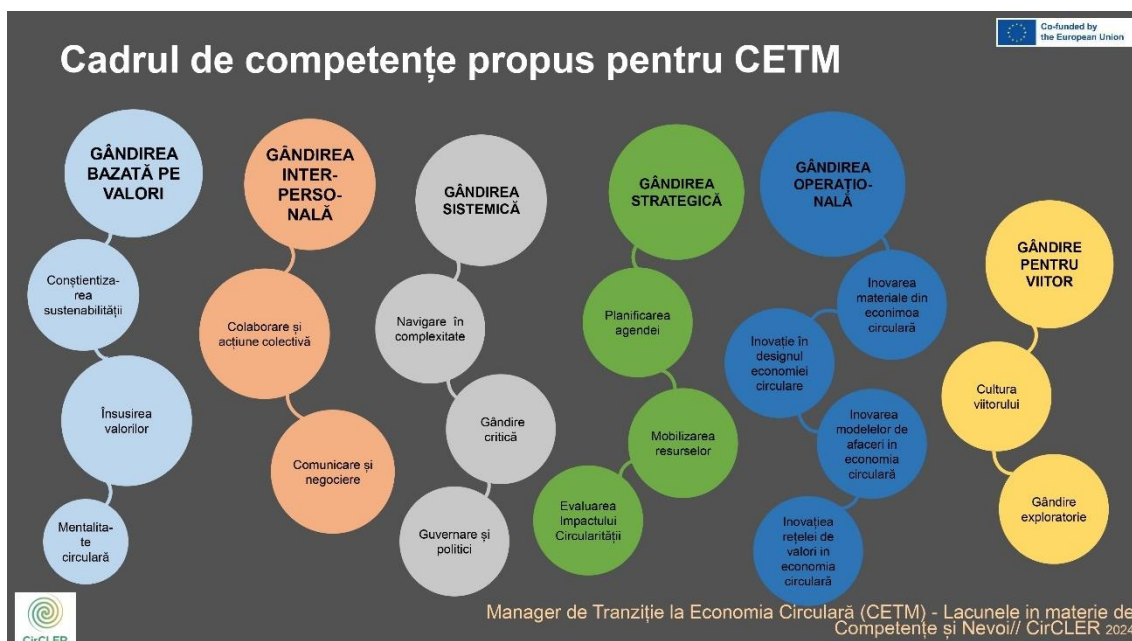 Co-funded by
the European Union
Cadrul de competențe propus pentru CETM
GÂNDIREA
BAZATĂ PE
VALORI
Conștientiza-
rea
sustenabilității
Însusirea
valorilor
Mentalita-
te
circulară
GÂNDIREA
INTER-
PERSO-
NALĂ
Colaborare și
acțiune colectivă
Comunicare și
negociere
GÂNDIREA
SISTEMICĂ
Navigare în
complexitate
Gândire
critică
Guvernare și
politici
GÂNDIREA
STRATEGICĂ
Planificarea
agendei
Mobilizarea
resurselor
Evaluarea
Impactului
Circularității
GÂNDIREA
OPERAȚIO-
NALĂ
Inovarea
materiale din
econimoa
circulară
Inovație în
designul
economiei
circulare
Inovarea
modelelor de
afaceri in
economia
circulară
Inovațiea
rețelei de
valori in
economia
circulară
GÂNDIRE
PENTRU
VIITOR
Cultura
viitorului
Gândire
exploratorie
CirCLER
Manager de Tranziție la Economia Circulară (CETM) - Lacunele in materie de
Competențe și Nevoi// CirCLER 2024